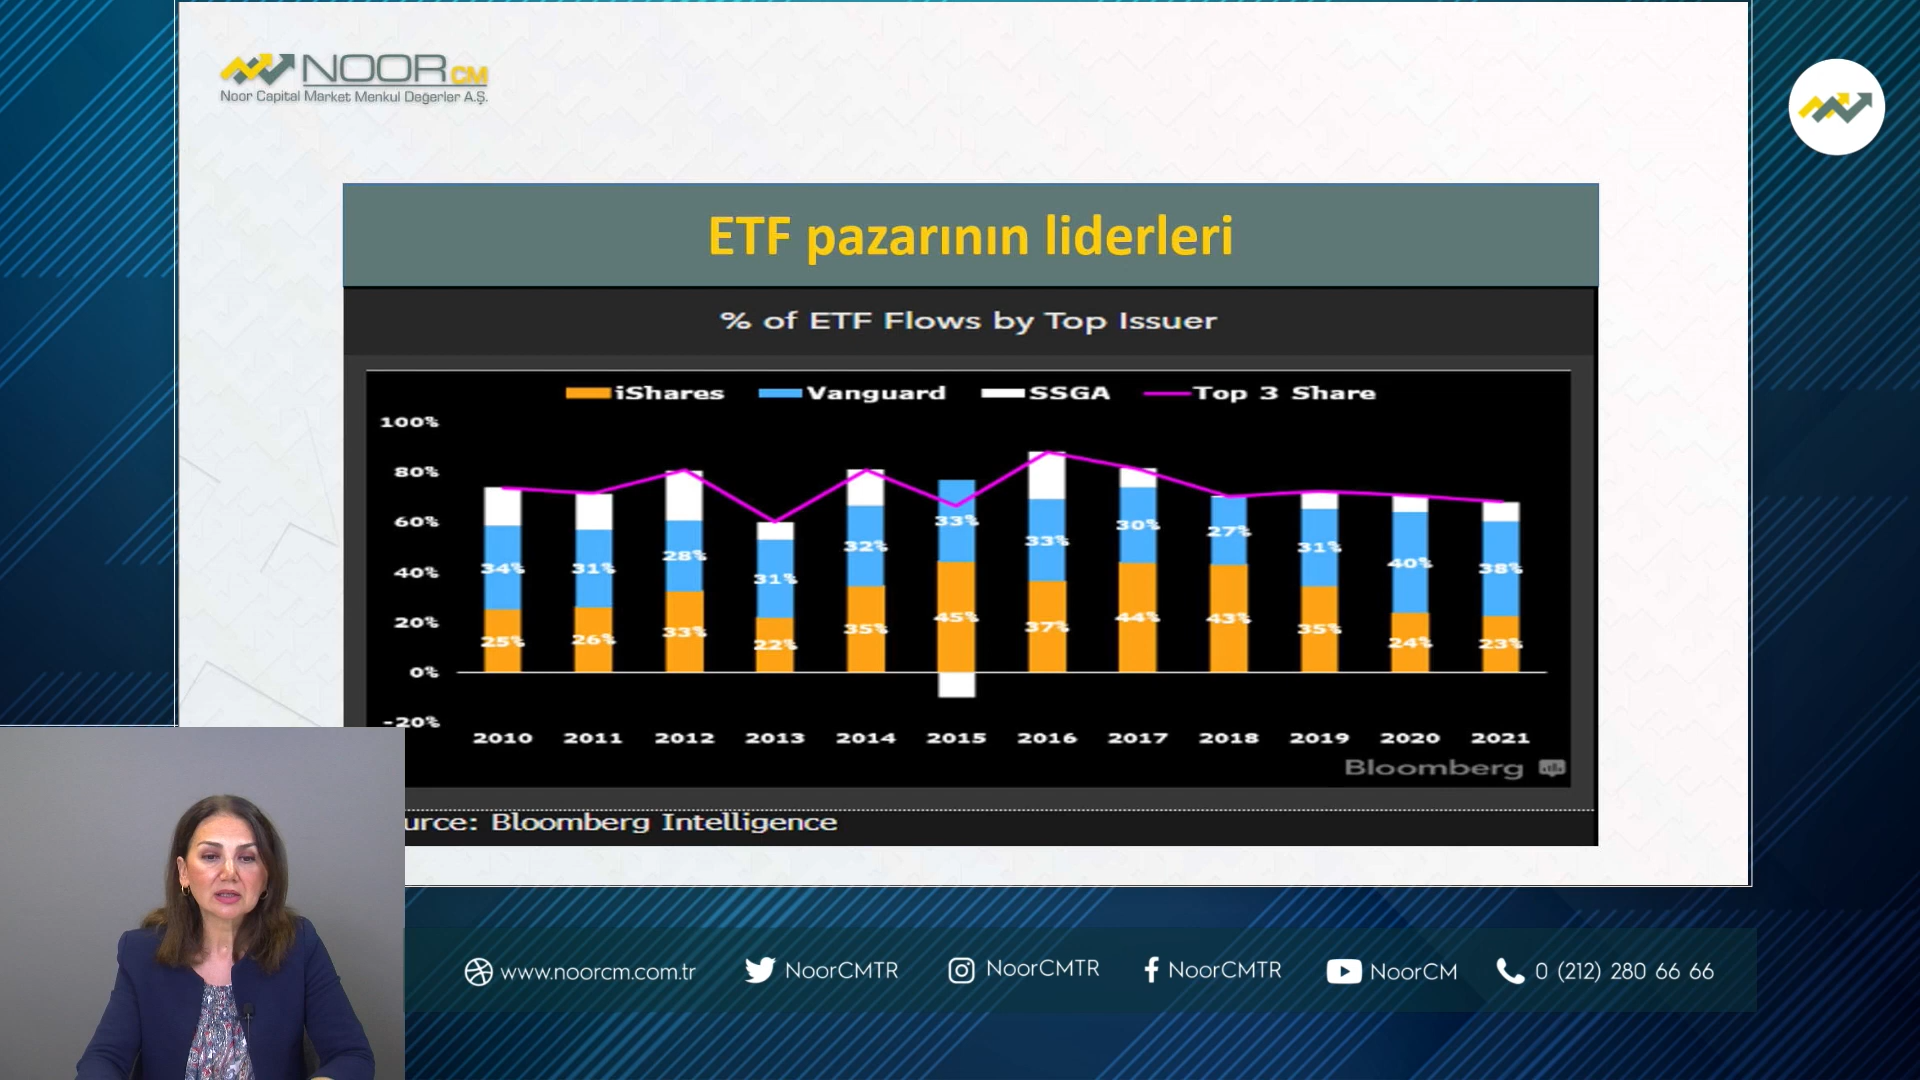 NOOR CM
Noor Capital Market Menkul Değerler A.Ş.
ETF pazarının liderleri
% of ETF Flows by Top Issuer
iShares Vanguard SSGA Top 3 Share
100%
80%
60%
40%
20%
0%
-20%
34% 31% 28% 31% 32% 33% 33% 30% 27% 31% 40% 38%
25% 26% 33% 22% 35% 45% 37% 44% 43% 35% 24% 23%
2010 2011 2012 2013 2014 2015 2016 2017 2018 2019 2020 2021
Bloomberg
urce: Bloomberg Intelligence
www.noorcm.com.tr NoorCMTR NoorCMTR NoorCMTR NoorCM 0 (212) 280 66 66